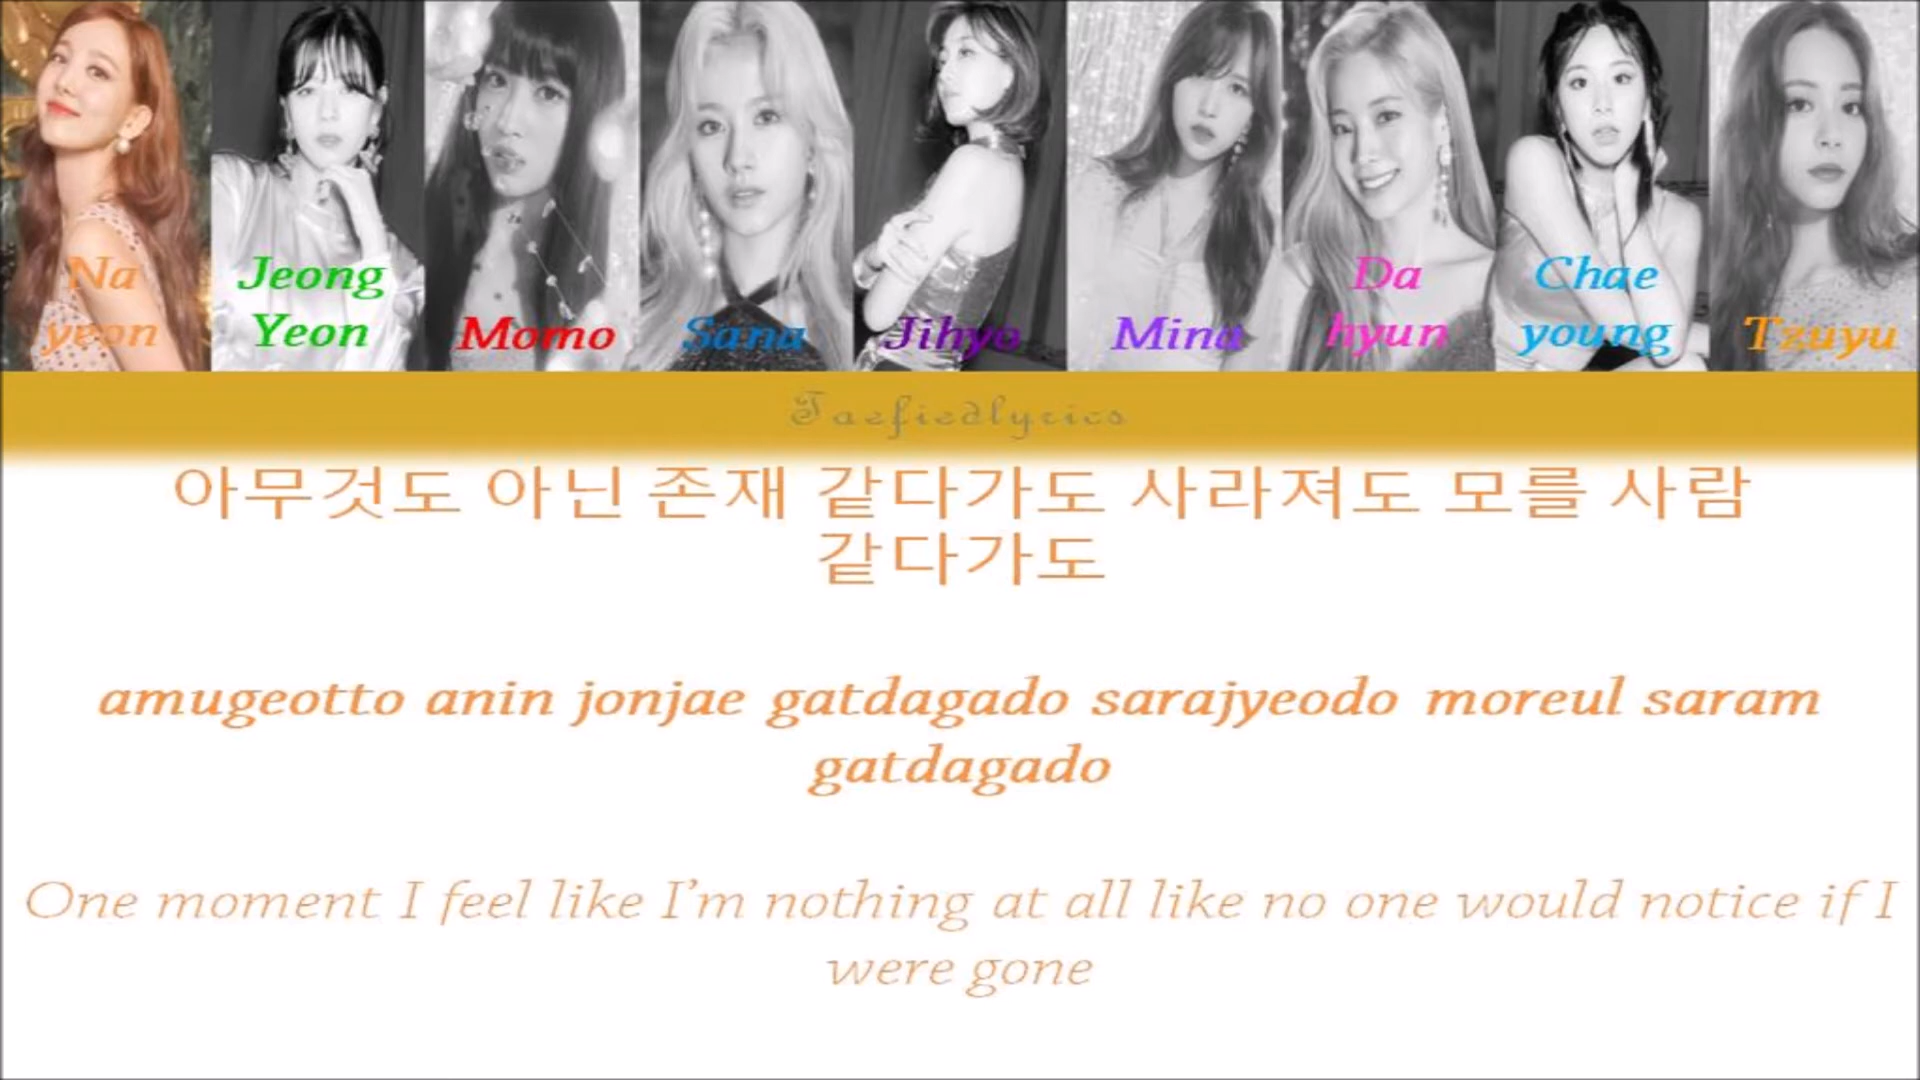 Na
yeon
Jeong
Yeon
Momo
Sana
Jihyo
Mina
Da
hyun
Chae
young
Tzuyu
Taefiedlyrics
아무것도 아닌 존재 같다가도 사라져도 모를 사람
같다가도
amugeotto anin jonjae gatdagado sarajyeodo moreul saram
gatdagado
One moment I feel like I’m nothing at all like no one would notice if I
were gone